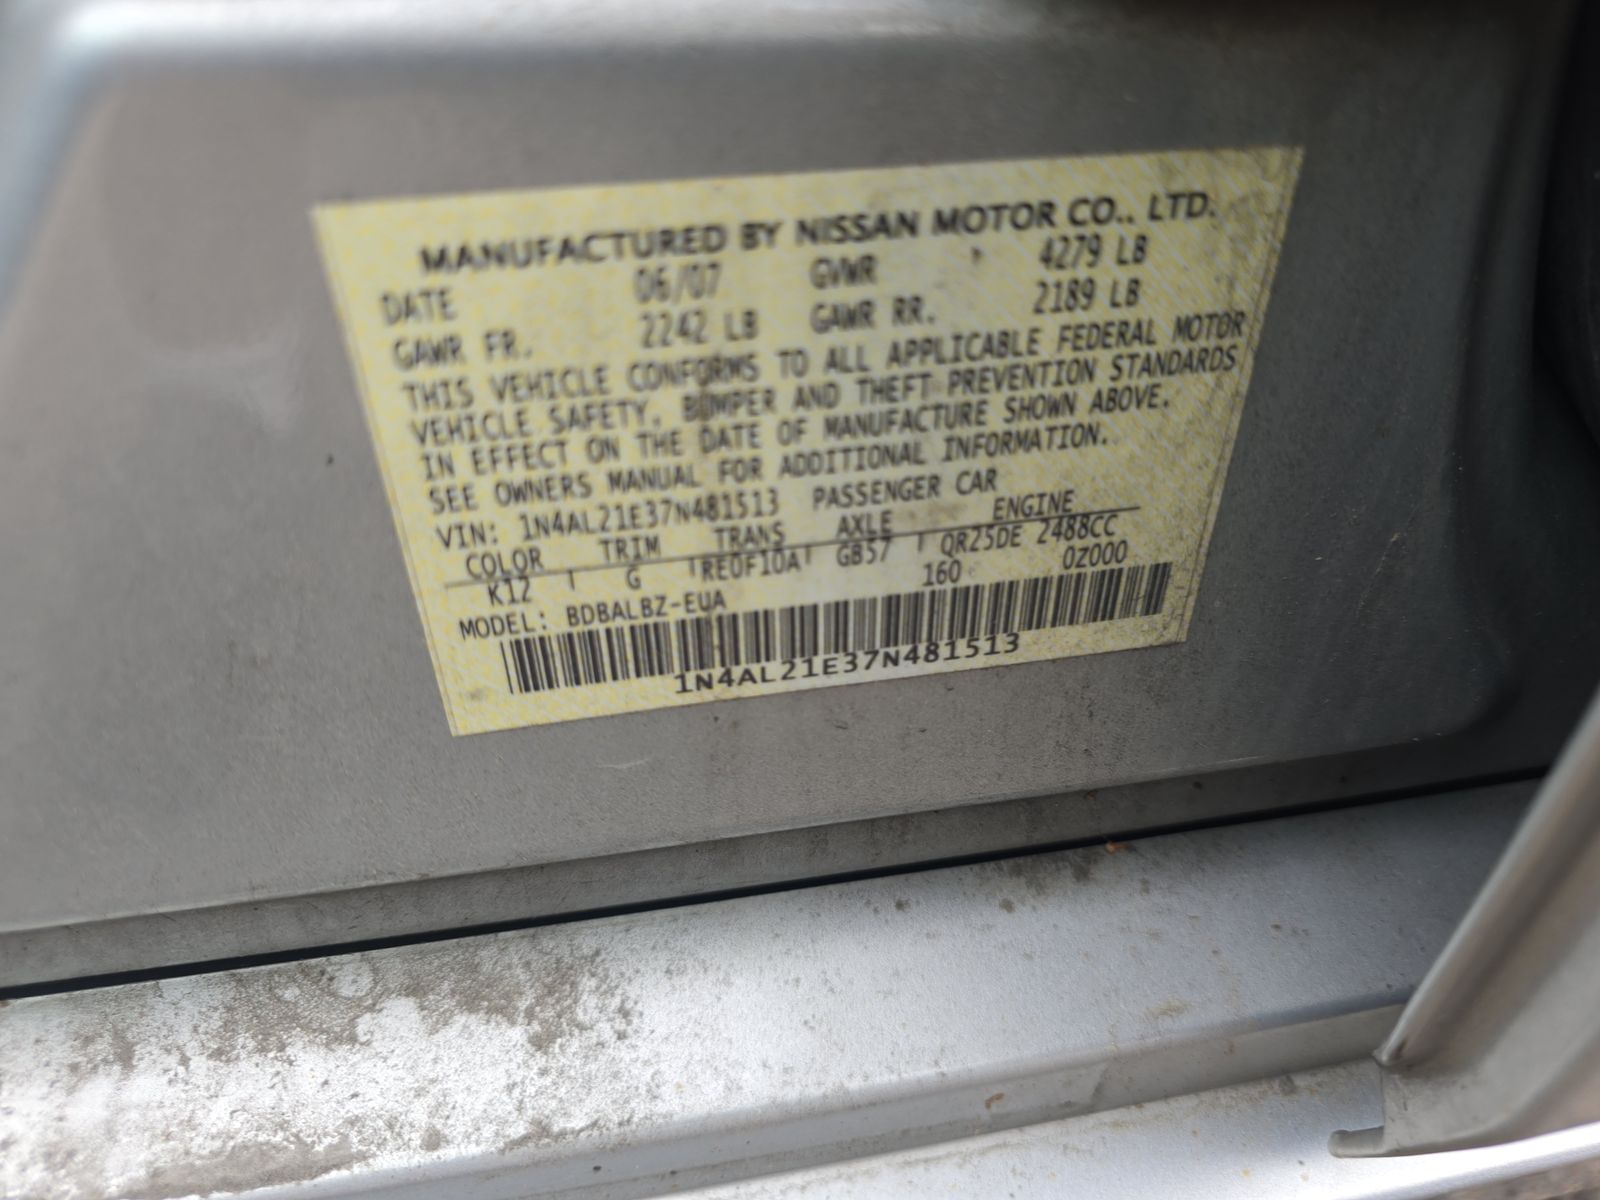 MANUFACTURED BY NISSAN MOTOR CO., LTD.
DATE 06/07 GVWR 4279 LB
GAWR FR. 2242 LB GAWR RR. 2189 LB
THIS VEHICLE CONFORMS TO ALL APPLICABLE FEDERAL MOTOR
VEHICLE SAFETY, BUMPER AND THEFT PREVENTION STANDARDS
IN EFFECT ON THE DATE OF MANUFACTURE SHOWN ABOVE.
SEE OWNERS MANUAL FOR ADDITIONAL INFORMATION.
VIN: 1N4AL21E37N481513 PASSENGER CAR
COLOR TRIM TRANS AXLE ENGINE
K12 G RE0F10A GB57 QR25DE 2488CC
MODEL: BDBALBZ-EUA 160 0Z000
1N4AL21E37N481513